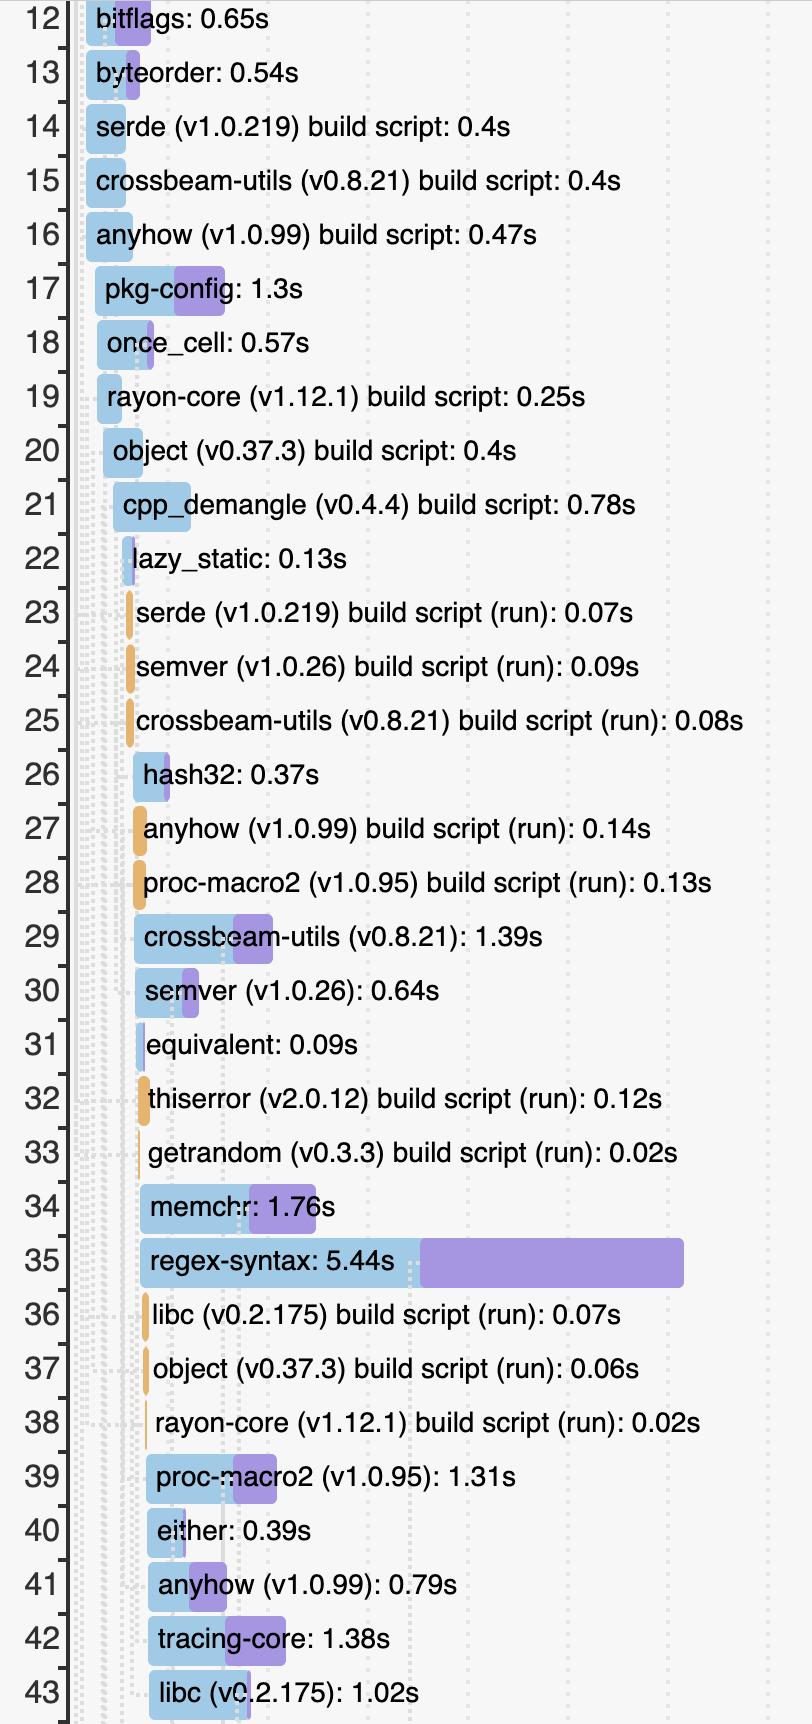 12 bitflags: 0.65s
13 byteorder: 0.54s
14 serde (v1.0.219) build script: 0.4s
15 crossbeam-utils (v0.8.21) build script: 0.4s
16 anyhow (v1.0.99) build script: 0.47s
17 pkg-config: 1.3s
18 once_cell: 0.57s
19 rayon-core (v1.12.1) build script: 0.25s
20 object (v0.37.3) build script: 0.4s
21 cpp_demangle (v0.4.4) build script: 0.78s
22 lazy_static: 0.13s
23 serde (v1.0.219) build script (run): 0.07s
24 semver (v1.0.26) build script (run): 0.09s
25 crossbeam-utils (v0.8.21) build script (run): 0.08s
26 hash32: 0.37s
27 anyhow (v1.0.99) build script (run): 0.14s
28 proc-macro2 (v1.0.95) build script (run): 0.13s
29 crossbeam-utils (v0.8.21): 1.39s
30 semver (v1.0.26): 0.64s
31 equivalent: 0.09s
32 thiserror (v2.0.12) build script (run): 0.12s
33 getrandom (v0.3.3) build script (run): 0.02s
34 memchr: 1.76s
35 regex-syntax: 5.44s
36 libc (v0.2.175) build script (run): 0.07s
37 object (v0.37.3) build script (run): 0.06s
38 rayon-core (v1.12.1) build script (run): 0.02s
39 proc-macro2 (v1.0.95): 1.31s
40 either: 0.39s
41 anyhow (v1.0.99): 0.79s
42 tracing-core: 1.38s
43 libc (v0.2.175): 1.02s